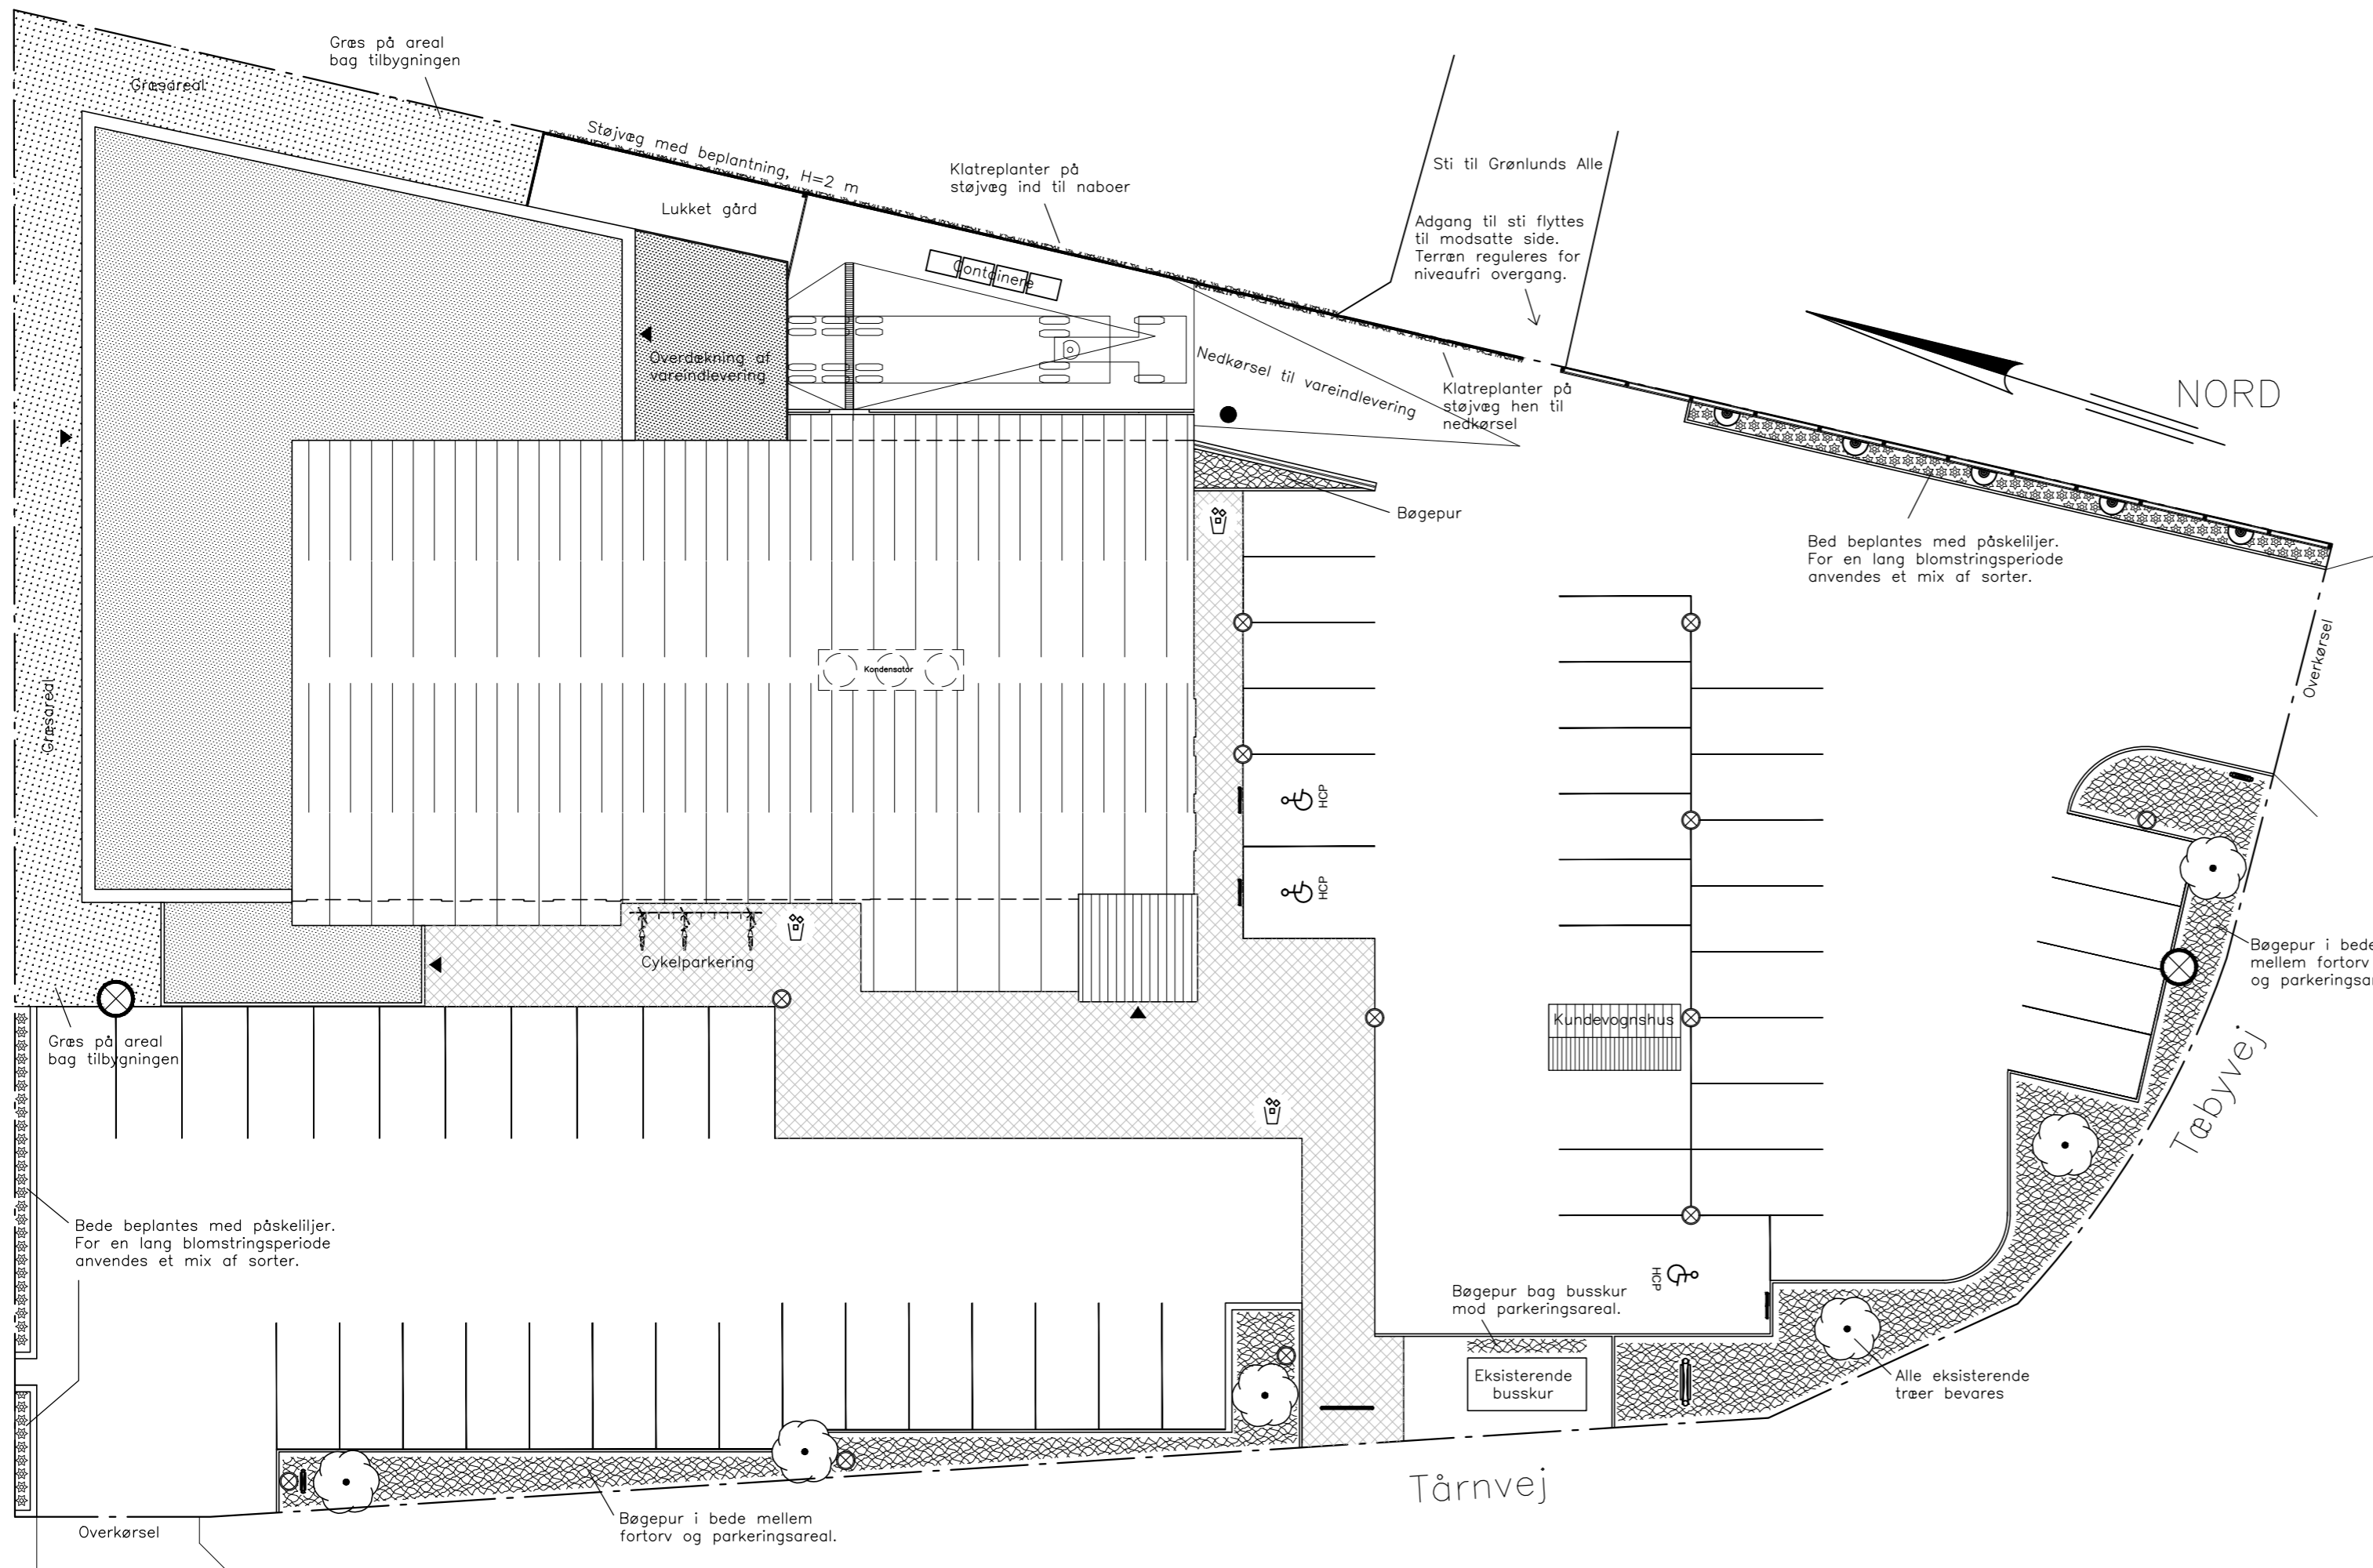 Græs på areal
bag tilbygningen
Græsareal
Støjvæg med beplantning, H=2 m
Lukket gård
Klatreplanter på
støjvæg ind til naboer
Sti til Grønlunds Alle
Adgang til sti flyttes
til modsatte side.
Terræn reguleres for
niveaufri overgang.
Containere
Overdækning af
vareindlevering
Nedkørsel til vareindlevering
Klatreplanter på
støjvæg hen til
nedkørsel
NORD
Bøgepur
Bed beplantes med påskeliljer.
For en lang blomstringsperiode
anvendes et mix af sorter.
Overkørsel
Kondensator
Græsareal
HCP
HCP
Cykelparkering
Bøgepur i bede
mellem fortorv
og parkeringsar
Kundevognshus
Græs på areal
bag tilbygningen
Tæbyvej
Bede beplantes med påskeliljer.
For en lang blomstringsperiode
anvendes et mix af sorter.
HCP
Bøgepur bag busskur
mod parkeringsareal.
Eksisterende
busskur
Alle eksisterende
træer bevares
Tårnvej
Overkørsel
Bøgepur i bede mellem
fortorv og parkeringsareal.